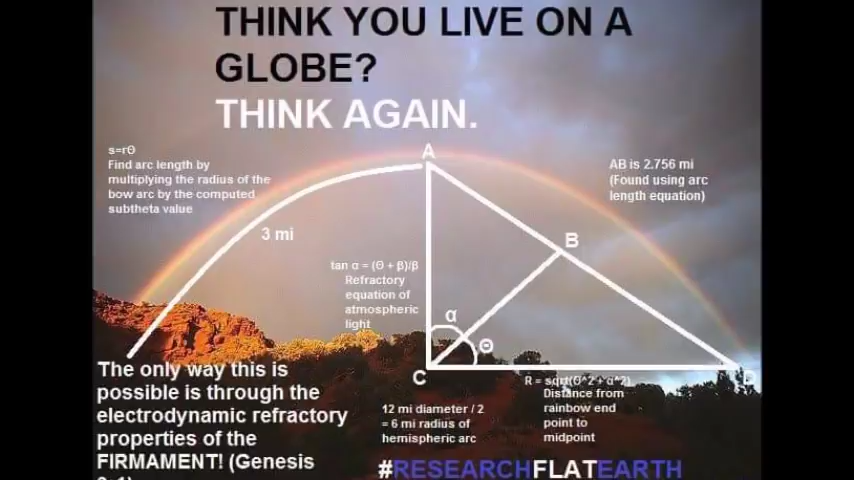 THINK YOU LIVE ON A
GLOBE?
THINK AGAIN.
s=rΘ
Find arc length by
multiplying the radius of the
bow arc by the computed
subtheta value
A
AB is 2.756 mi
(Found using arc
length equation)
3 mi
B
tan α = (Θ + β)/β
Refractory
equation of
atmospheric
light
α
Θ
C
D
The only way this is
possible is through the
electrodynamic refractory
properties of the
FIRMAMENT! (Genesis
12 mi diameter / 2
= 6 mi radius of
hemispheric arc
R = sqrt(Θ^2 + α^2)
Distance from
rainbow end
point to
midpoint
#RESEARCHFLATEARTH